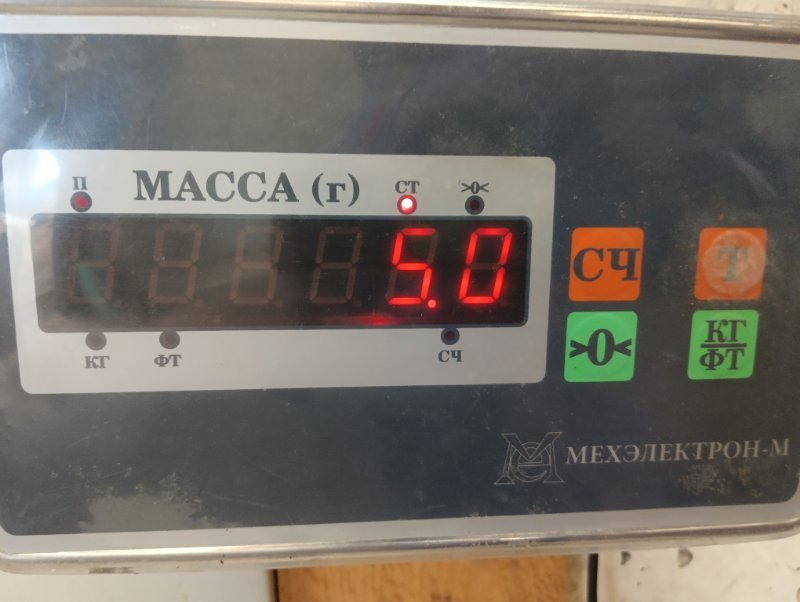 П МАССА (г) СТ >0<
5.0
КГ ФТ СЧ
СЧ Т
>0< КГ
ФТ
МЕХЭЛЕКТРОН-М